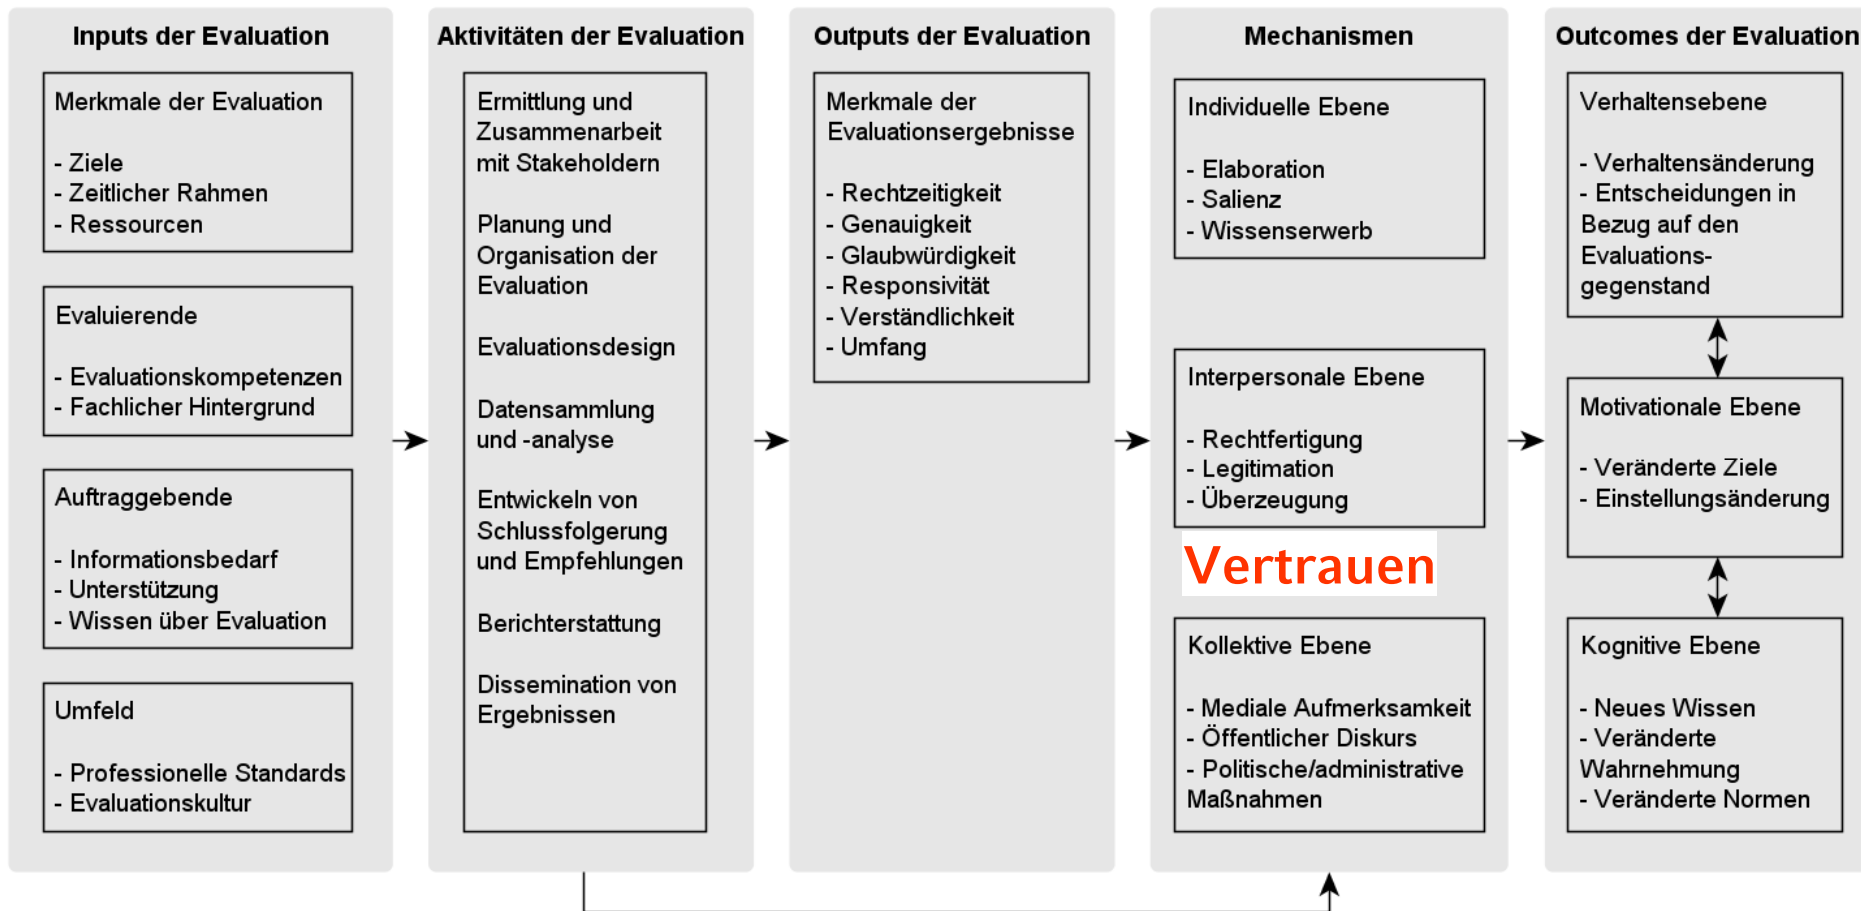 Inputs der Evaluation
Merkmale der Evaluation
- Ziele
- Zeitlicher Rahmen
- Ressourcen
Evaluierende
- Evaluationskompetenzen
- Fachlicher Hintergrund
Auftraggebende
- Informationsbedarf
- Unterstützung
- Wissen über Evaluation
Umfeld
- Professionelle Standards
- Evaluationskultur
Aktivitäten der Evaluation
Ermittlung und
Zusammenarbeit
mit Stakeholdern
Planung und
Organisation der
Evaluation
Evaluationsdesign
Datensammlung
und -analyse
Entwickeln von
Schlussfolgerung
und Empfehlungen
Berichterstattung
Dissemination von
Ergebnissen
Outputs der Evaluation
Merkmale der
Evaluationsergebnisse
- Rechtzeitigkeit
- Genauigkeit
- Glaubwürdigkeit
- Responsivität
- Verständlichkeit
- Umfang
Mechanismen
Individuelle Ebene
- Elaboration
- Salienz
- Wissenserwerb
Interpersonale Ebene
- Rechtfertigung
- Legitimation
- Überzeugung
Vertrauen
Kollektive Ebene
- Mediale Aufmerksamkeit
- Öffentlicher Diskurs
- Politische/administrative
Maßnahmen
Outcomes der Evaluation
Verhaltensebene
- Verhaltensänderung
- Entscheidungen in
Bezug auf den
Evaluations-
gegenstand
Motivationale Ebene
- Veränderte Ziele
- Einstellungsänderung
Kognitive Ebene
- Neues Wissen
- Veränderte
Wahrnehmung
- Veränderte Normen